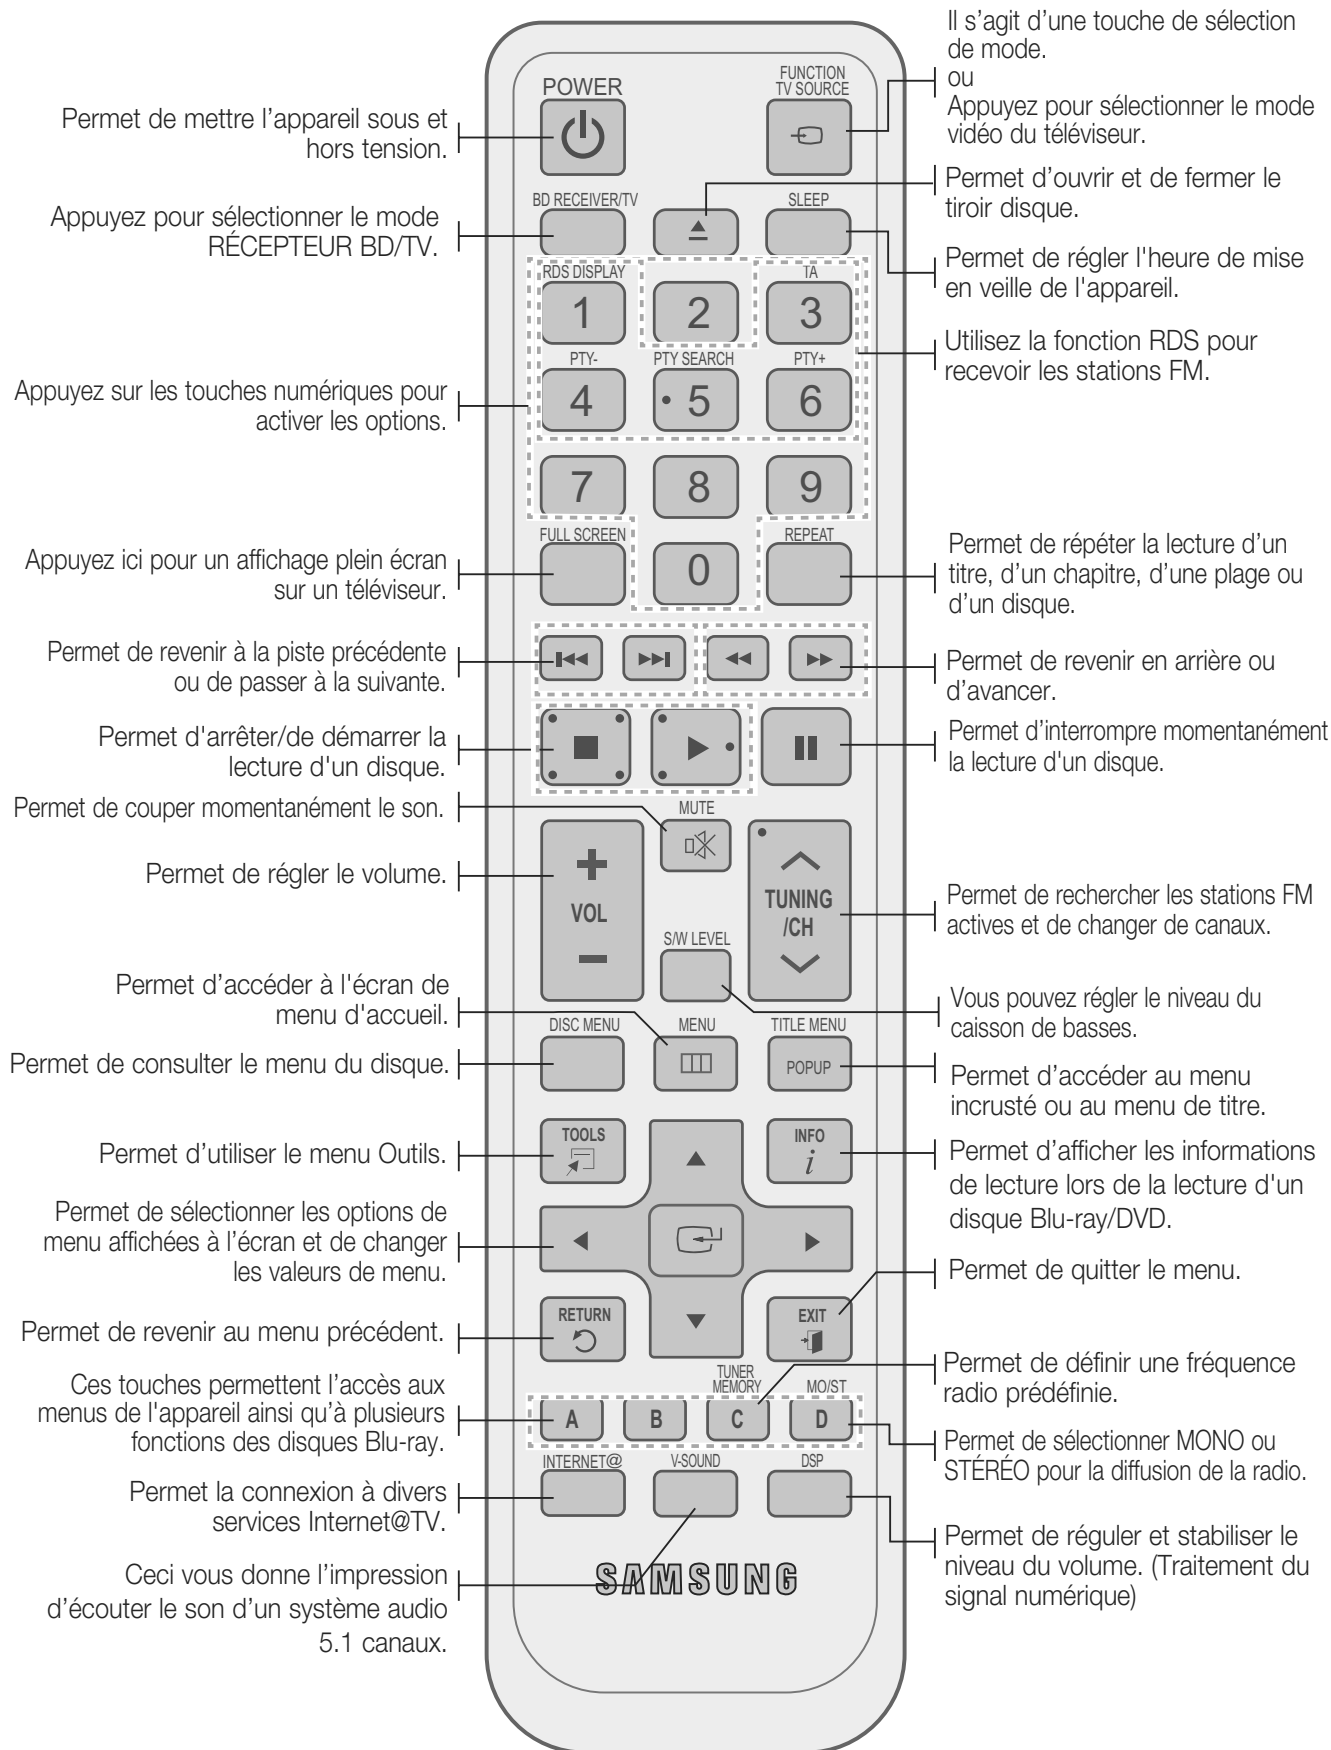 Il s’agit d’une touche de sélection
de mode.
ou
Appuyez pour sélectionner le mode
vidéo du téléviseur.
POWER
FUNCTION
TV SOURCE
Permet de mettre l’appareil sous et
hors tension.
Permet d’ouvrir et de fermer le
tiroir disque.
BD RECEIVER/TV
SLEEP
Appuyez pour sélectionner le mode
RÉCEPTEUR BD/TV.
Permet de régler l'heure de mise
en veille de l'appareil.
RDS DISPLAY
TA
1
2
3
Utilisez la fonction RDS pour
recevoir les stations FM.
PTY-
PTY SEARCH
PTY+
4
5
6
Appuyez sur les touches numériques pour
activer les options.
7
8
9
FULL SCREEN
REPEAT
0
Appuyez ici pour un affichage plein écran
sur un téléviseur.
Permet de répéter la lecture d’un
titre, d’un chapitre, d’une plage ou
d’un disque.
Permet de revenir à la piste précédente
ou de passer à la suivante.
Permet de revenir en arrière ou
d’avancer.
Permet d'arrêter/de démarrer la
lecture d'un disque.
Permet d’interrompre momentanément
la lecture d'un disque.
Permet de couper momentanément le son.
MUTE
Permet de régler le volume.
VOL
TUNING
/CH
Permet de rechercher les stations FM
actives et de changer de canaux.
S/W LEVEL
Permet d’accéder à l'écran de
menu d'accueil.
Vous pouvez régler le niveau du
caisson de basses.
DISC MENU
MENU
TITLE MENU
POPUP
Permet de consulter le menu du disque.
Permet d’accéder au menu
incrusté ou au menu de titre.
TOOLS
INFO
i
Permet d’utiliser le menu Outils.
Permet d’afficher les informations
de lecture lors de la lecture d'un
disque Blu-ray/DVD.
Permet de sélectionner les options de
menu affichées à l’écran et de changer
les valeurs de menu.
Permet de quitter le menu.
RETURN
EXIT
Permet de revenir au menu précédent.
Permet de définir une fréquence
radio prédéfinie.
TUNER
MEMORY
MO/ST
A
B
C
D
Ces touches permettent l’accès aux
menus de l'appareil ainsi qu’à plusieurs
fonctions des disques Blu-ray.
Permet de sélectionner MONO ou
STÉRÉO pour la diffusion de la radio.
INTERNET@
V-SOUND
DSP
Permet la connexion à divers
services Internet@TV.
Permet de réguler et stabiliser le
niveau du volume. (Traitement du
signal numérique)
SAMSUNG
Ceci vous donne l’impression
d’écouter le son d’un système audio
5.1 canaux.